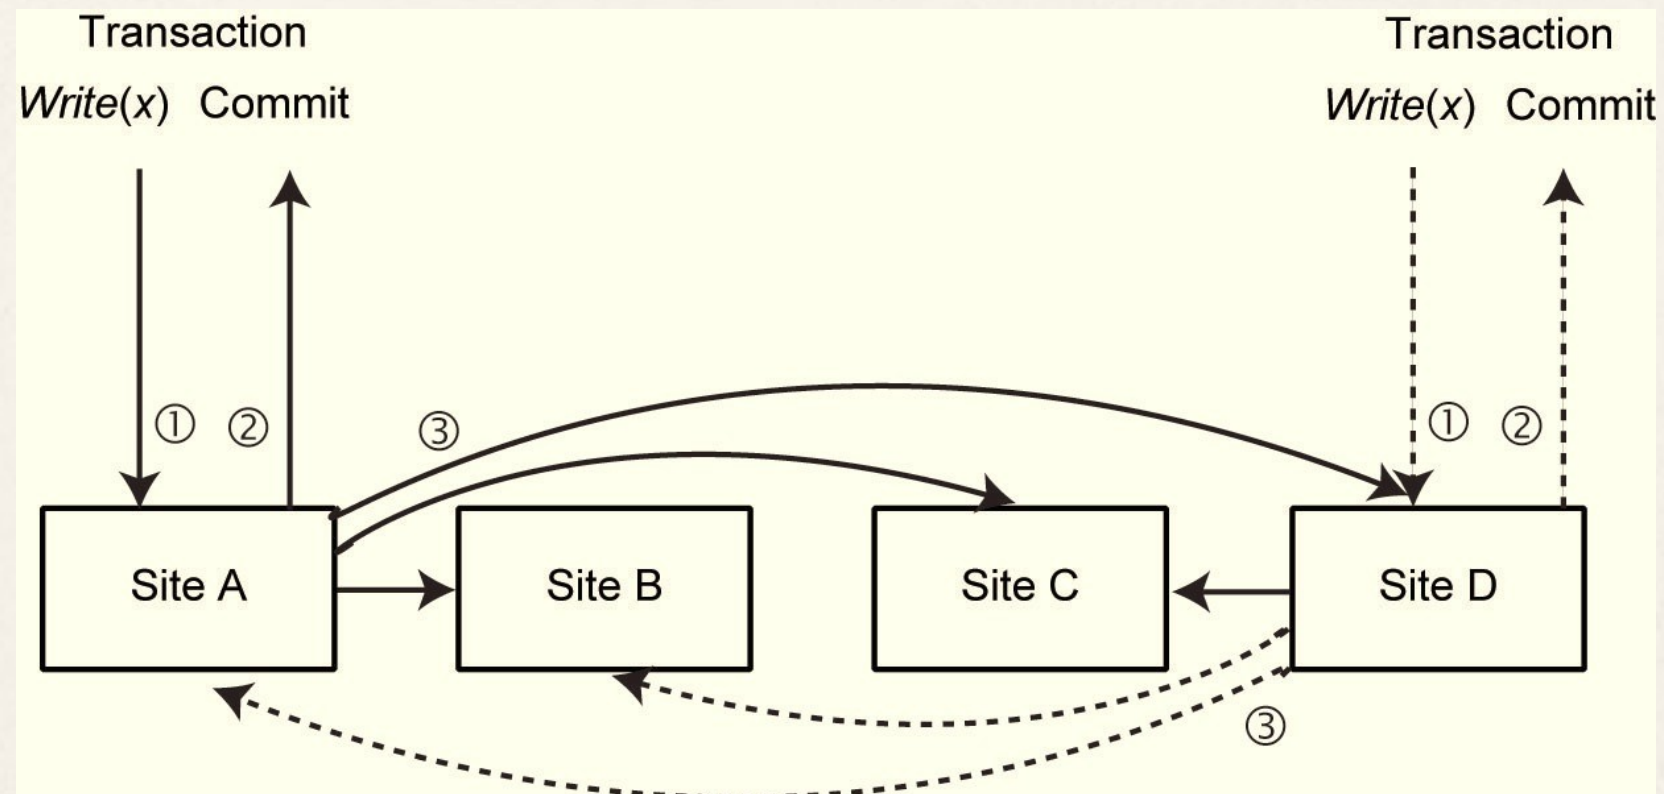 Transaction
Write(x) Commit
Transaction
Write(x) Commit
① ② ③
① ②
Site A
Site B
Site C
Site D
③